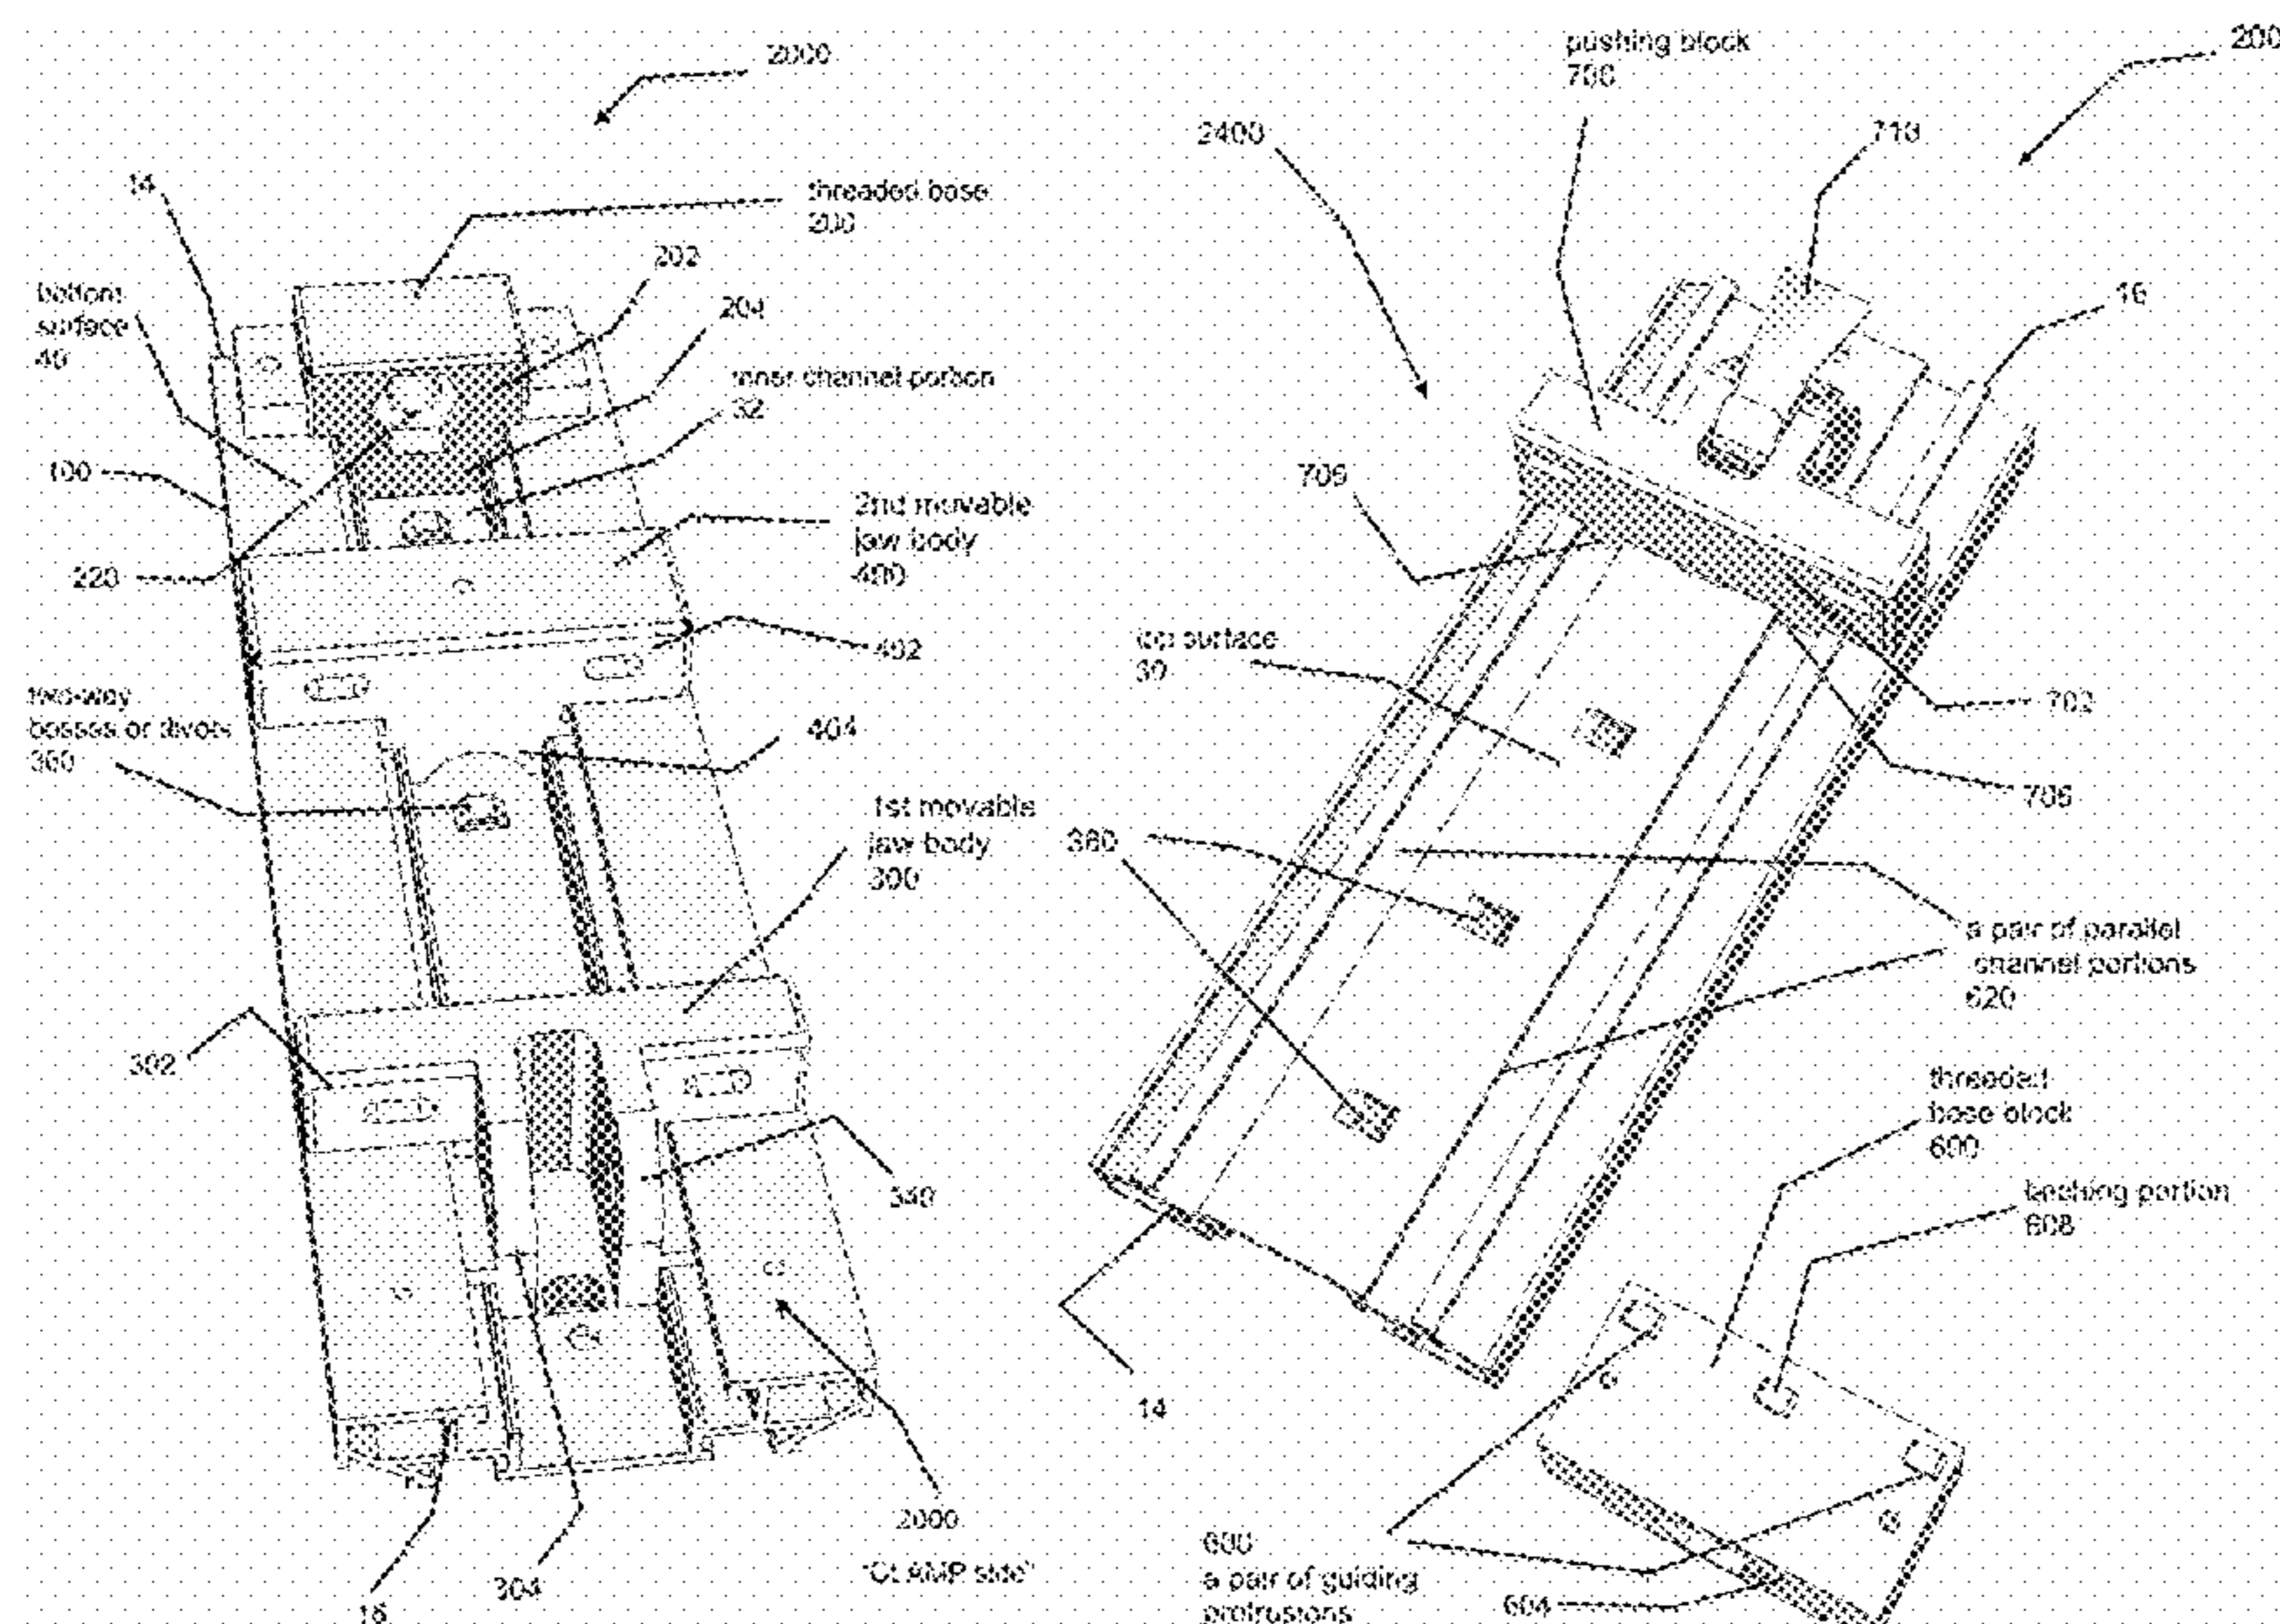 2000
threaded base
200
14
202
bottom
surface
40
204
inner channel portion
32
100
2nd movable
jaw body
400
220
402
two-way
bosses or divots
360
404
1st movable
jaw body
300
302
340
2000
"CLAMP side"
304
16
pushing block
700
200
2400
710
16
706
top surface
30
702
706
360
a pair of parallel
channel portions
620
threaded
base block
600
bushing portion
608
14
600
a pair of guiding
protrusions
604